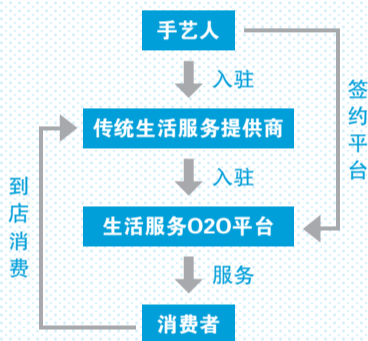 手艺人
入驻
签约平台
传统生活服务提供商
入驻
到店消费
生活服务O2O平台
服务
消费者